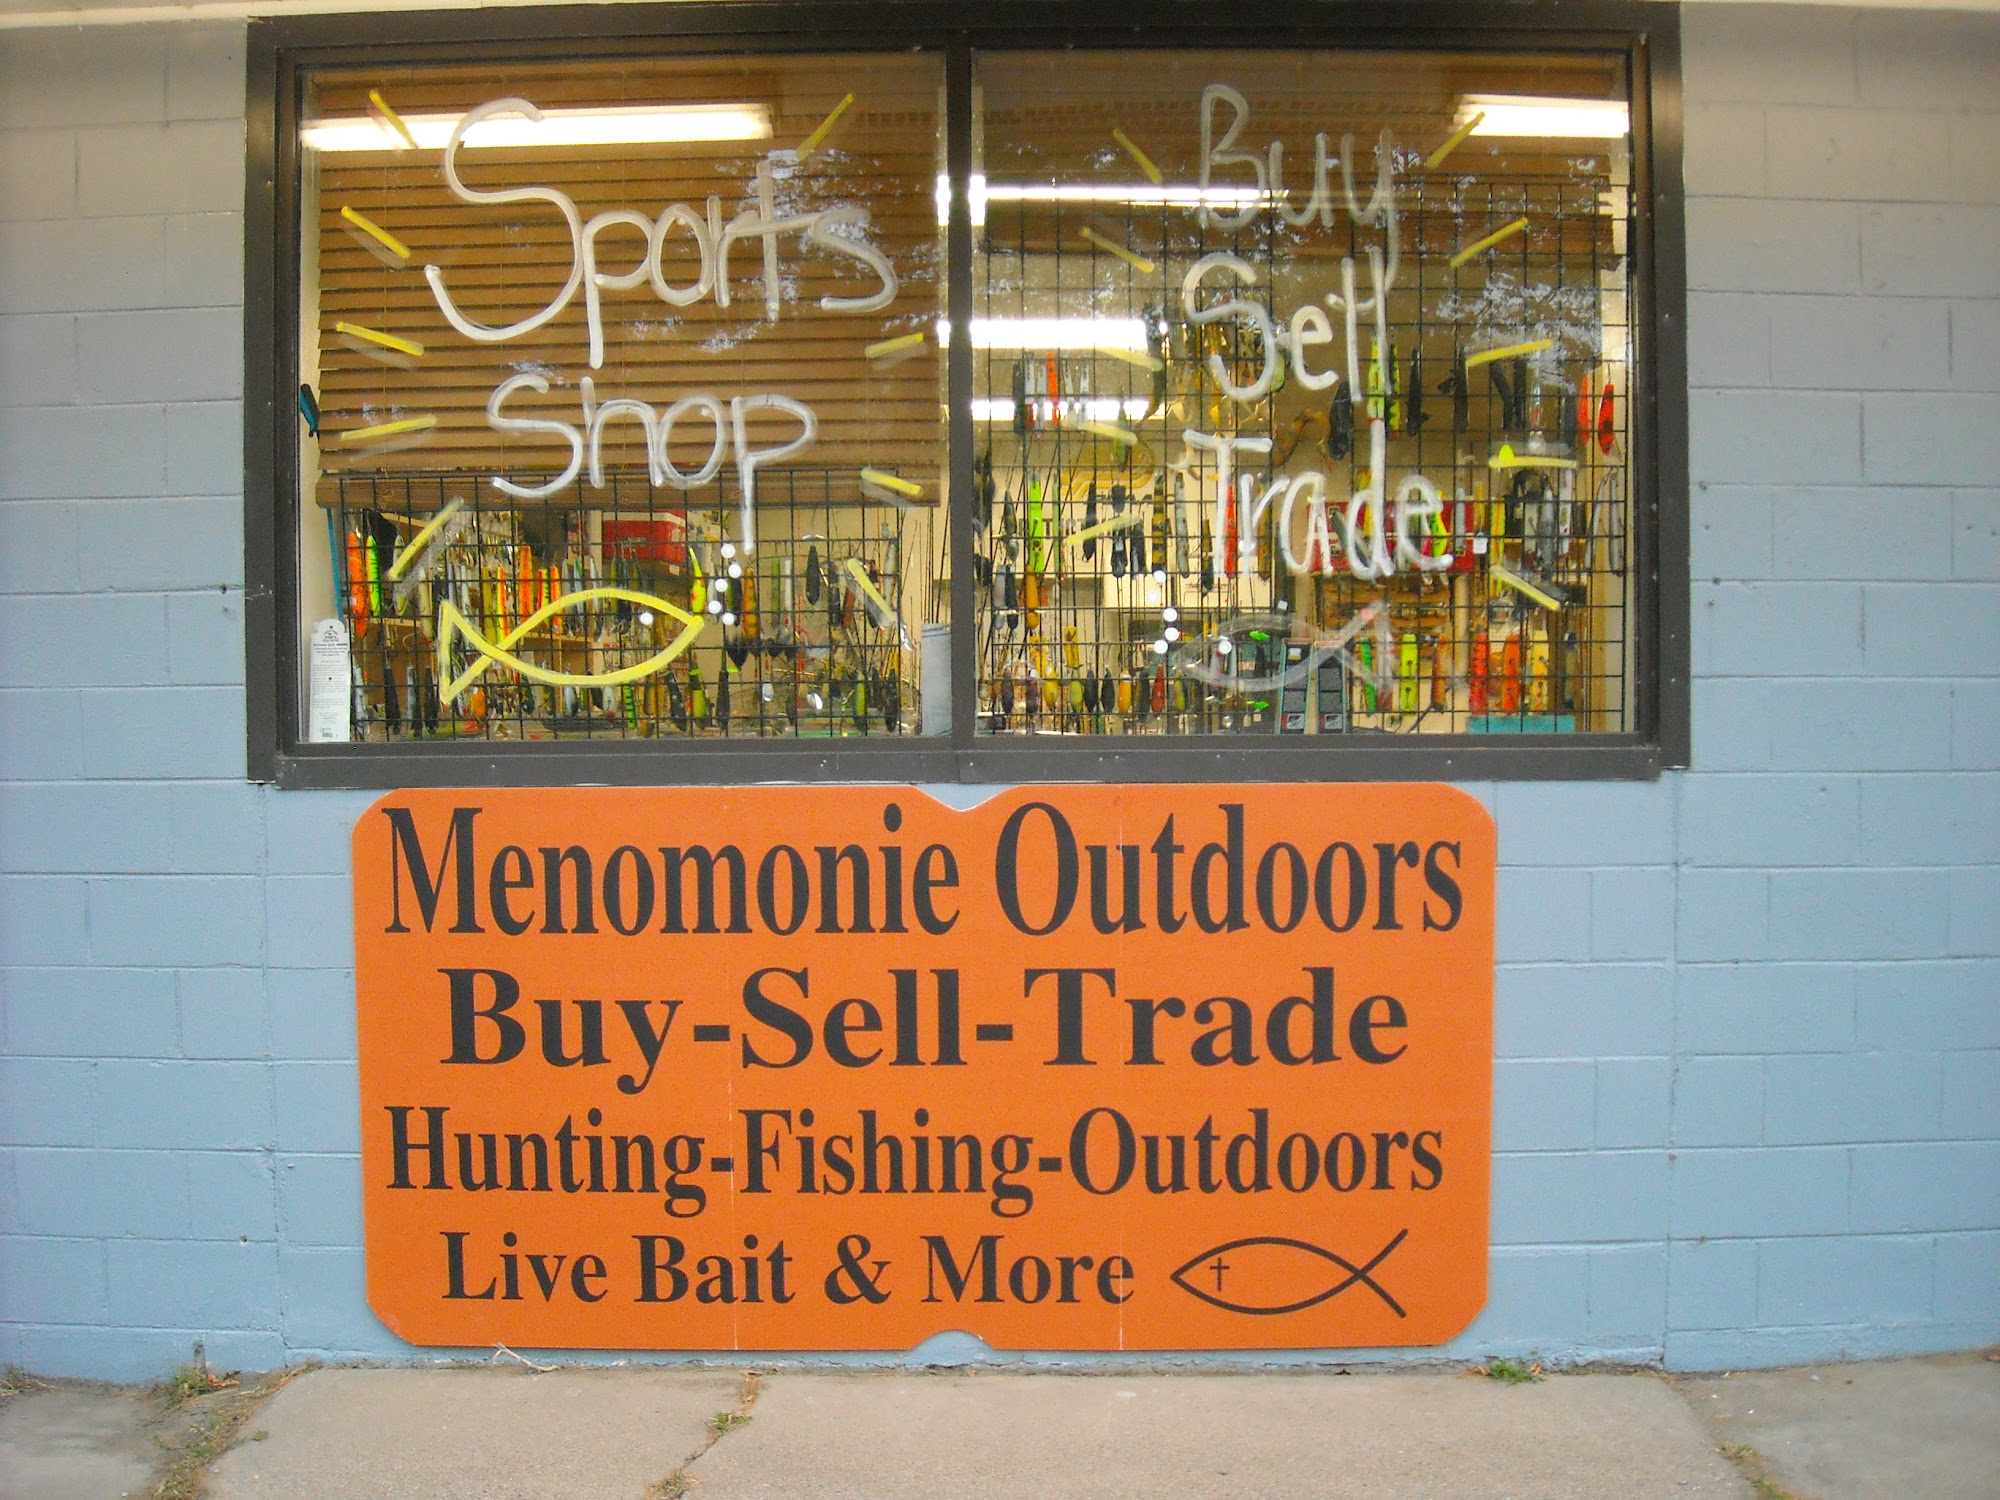 Sports
Shop
Buy
Sell
Trade
Menomonie Outdoors
Buy-Sell-Trade
Hunting-Fishing-Outdoors
Live Bait & More